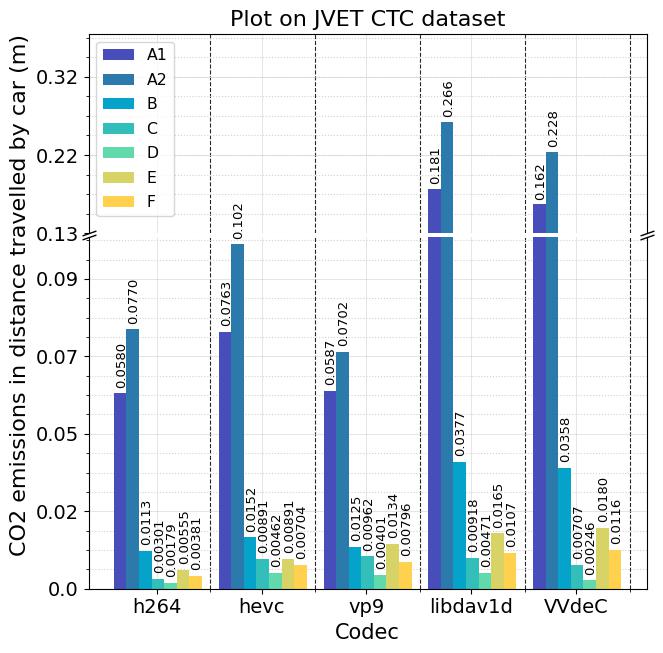 Plot on JVET CTC dataset
CO2 emissions in distance travelled by car (m)
A1
A2
B
C
D
E
F
0.32
0.22
0.13
0.09
0.07
0.05
0.02
0.0
0.0580
0.0770
0.0113
0.00301
0.00179
0.00555
0.00381
0.0763
0.102
0.0152
0.00891
0.00462
0.00891
0.00704
0.0587
0.0702
0.0125
0.00962
0.00401
0.0134
0.00796
0.181
0.266
0.0377
0.00918
0.00471
0.0165
0.0107
0.162
0.228
0.0358
0.00707
0.00246
0.0180
0.0116
h264
hevc
vp9
libdav1d
VVdeC
Codec